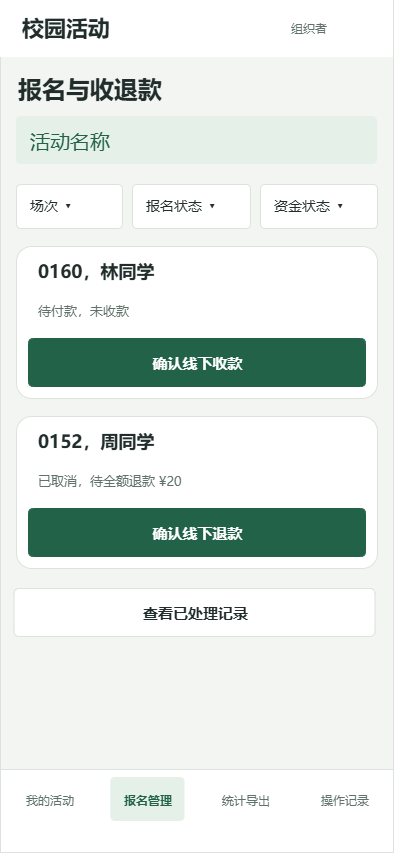 校园活动
组织者
报名与收退款
活动名称
场次 ▾ 报名状态 ▾ 资金状态 ▾
0160，林同学
待付款，未收款
确认线下收款
0152，周同学
已取消，待全额退款 ¥20
确认线下退款
查看已处理记录
我的活动 报名管理 统计导出 操作记录